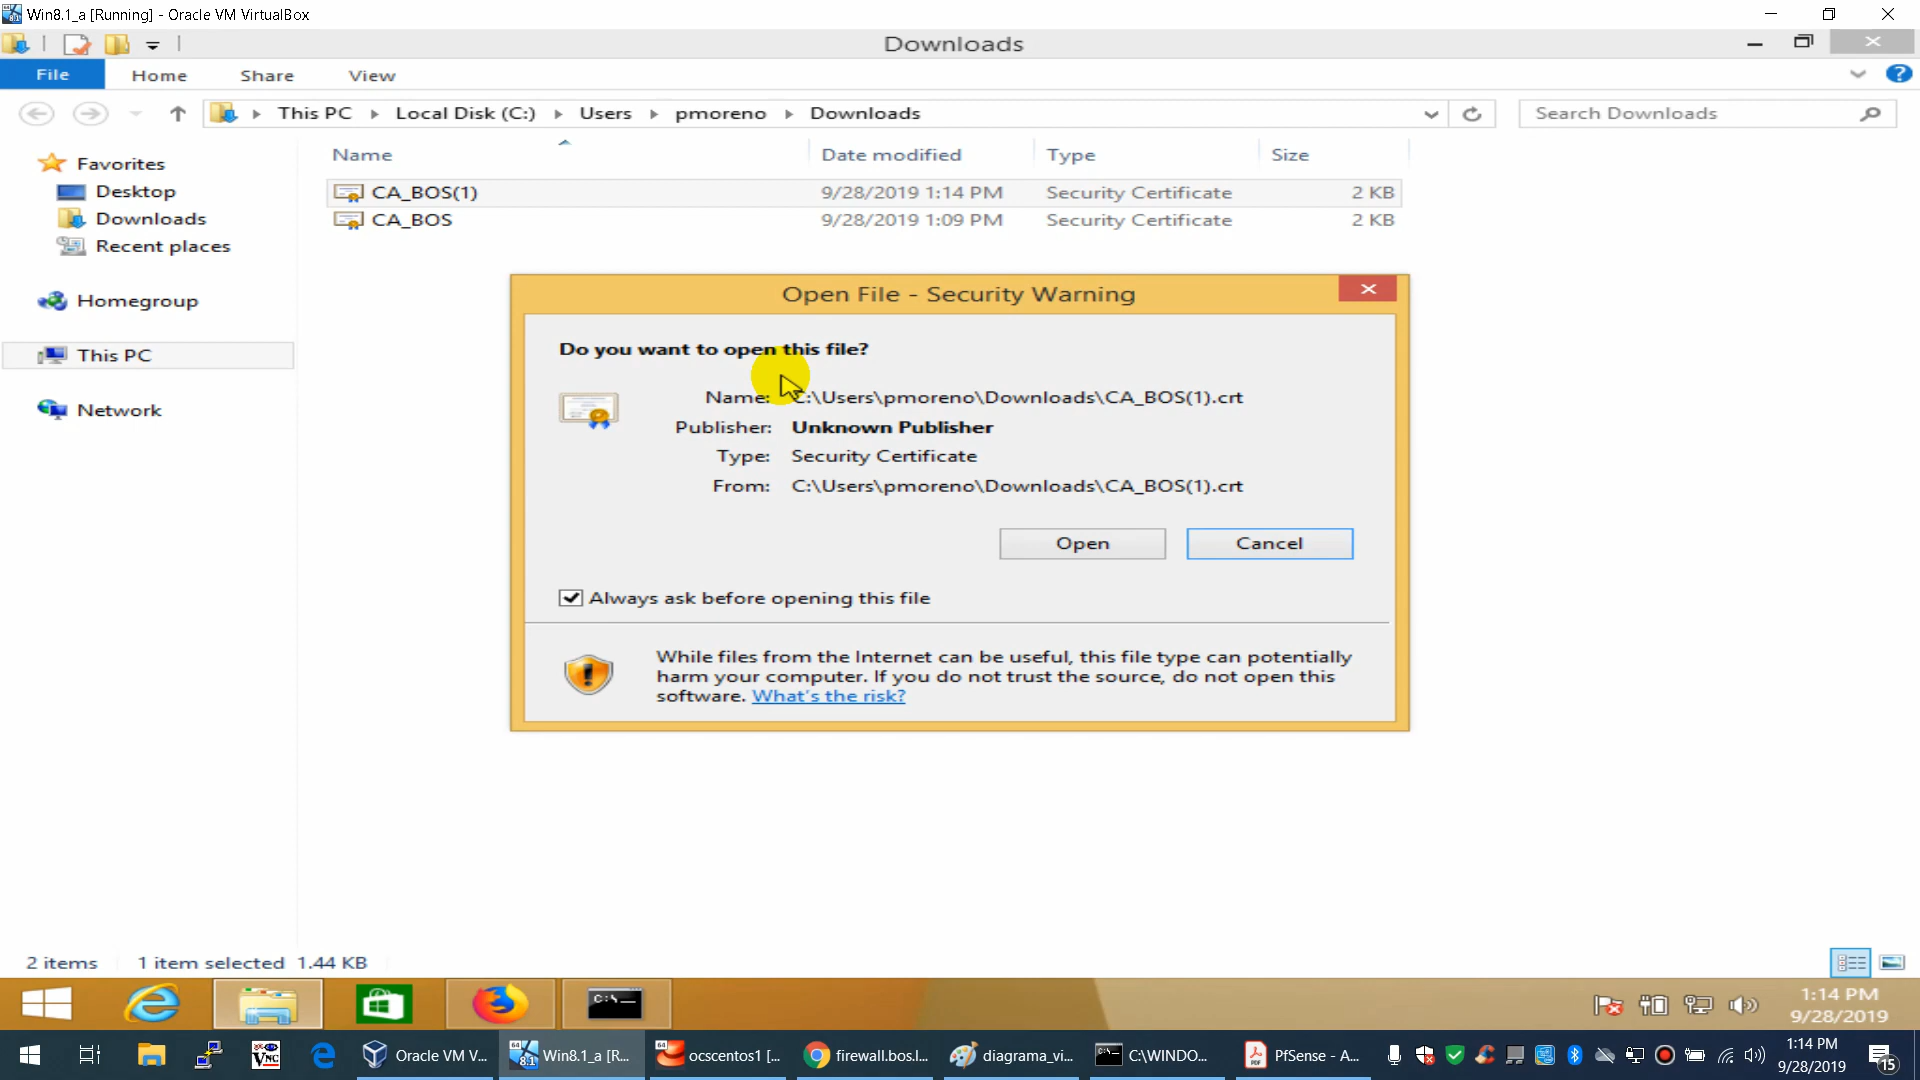 Win8.1_a [Running] - Oracle VM VirtualBox
Downloads
File Home Share View
This PC Local Disk (C:) Users pmoreno Downloads
Search Downloads
Name Date modified Type Size
CA_BOS(1) 9/28/2019 1:14 PM Security Certificate 2 KB
CA_BOS 9/28/2019 1:09 PM Security Certificate 2 KB
Favorites
Desktop
Downloads
Recent places
Homegroup
This PC
Network
Open File - Security Warning
Do you want to open this file?
Name: C:\Users\pmoreno\Downloads\CA_BOS(1).crt
Publisher: Unknown Publisher
Type: Security Certificate
From: C:\Users\pmoreno\Downloads\CA_BOS(1).crt
Open Cancel
Always ask before opening this file
While files from the Internet can be useful, this file type can potentially
harm your computer. If you do not trust the source, do not open this
software. What's the risk?
2 items 1 item selected 1.44 KB
1:14 PM
9/28/2019
Oracle VM V... Win8.1_a [R... ocscentos1 [... firewall.bos.l... diagrama_vi... C:\WINDO... PfSense - A...
1:14 PM
9/28/2019
15